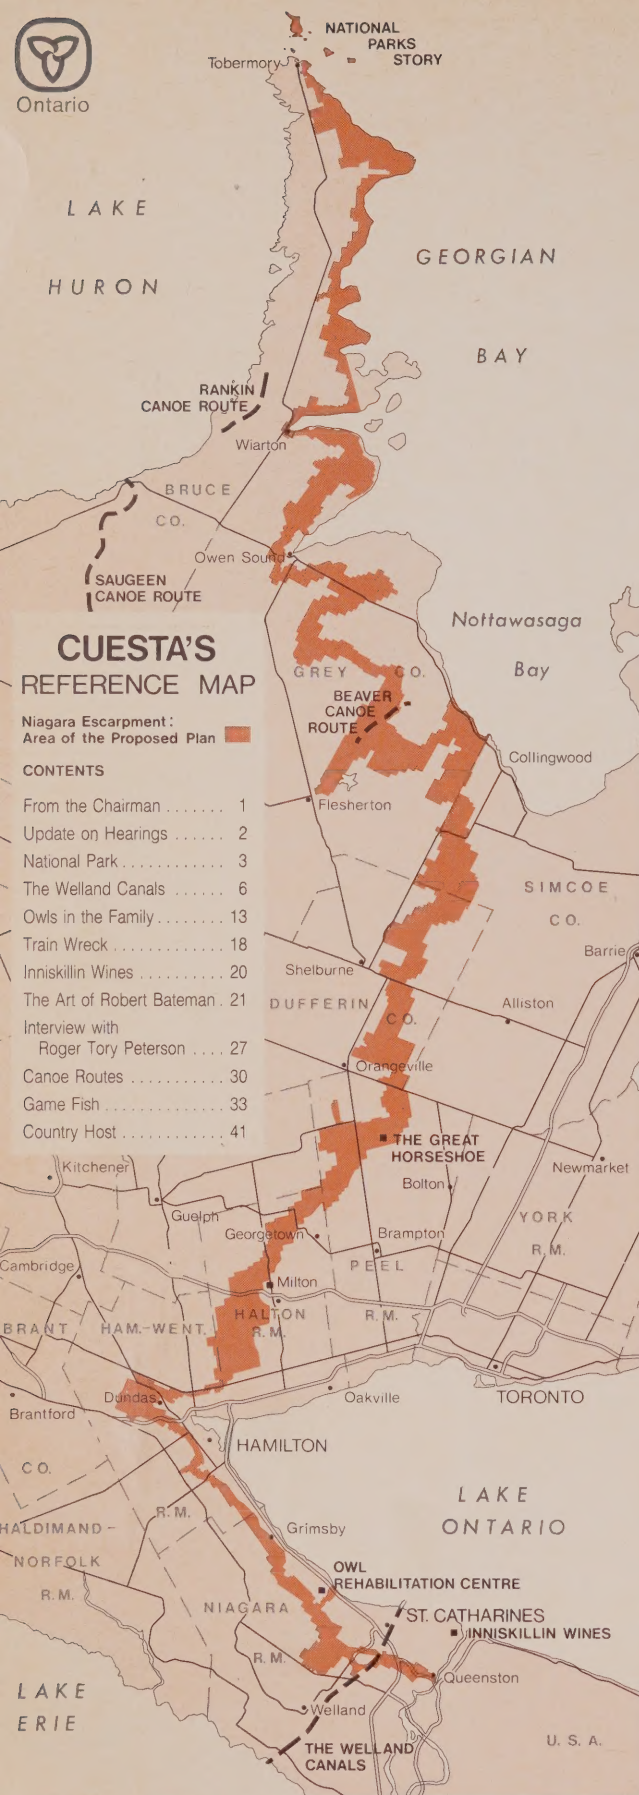 NATIONAL
PARKS
STORY
Tobermory
Ontario
LAKE
HURON
GEORGIAN
BAY
RANKIN
CANOE ROUTE
Wiarton
BRUCE
CO.
Owen Sound
SAUGEEN
CANOE ROUTE
Nottawasaga
Bay
CUESTA'S
REFERENCE MAP
Niagara Escarpment:
Area of the Proposed Plan
CONTENTS
From the Chairman ....... 1
Update on Hearings ...... 2
National Park ............ 3
The Welland Canals ...... 6
Owls in the Family ........ 13
Train Wreck ............. 18
Inniskillin Wines .......... 20
The Art of Robert Bateman . 21
Interview with
Roger Tory Peterson .... 27
Canoe Routes ........... 30
Game Fish .............. 33
Country Host ............ 41
GREY CO.
BEAVER
CANOE
ROUTE
Collingwood
Flesherton
SIMCOE
CO.
Barrie
Shelburne
DUFFERIN
CO.
Alliston
Orangeville
THE GREAT
HORSESHOE
Kitchener
Newmarket
Bolton
Guelph
YORK
R.M.
Georgetown
Brampton
PEEL
R.M.
Cambridge
Milton
HALTON
R.M.
BRANT
CO.
HAM.-WENT.
R.M.
Dundas
Oakville
TORONTO
Brantford
HAMILTON
LAKE
ONTARIO
Grimsby
HALDIMAND-
NORFOLK
R.M.
OWL
REHABILITATION CENTRE
NIAGARA
R.M.
ST. CATHARINES
INNISKILLIN WINES
Queenston
LAKE
ERIE
Welland
U.S.A.
THE WELLAND
CANALS